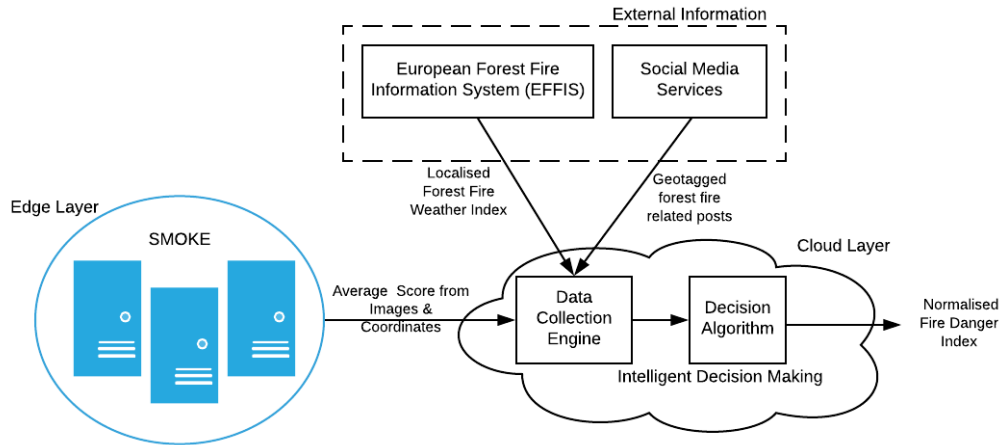 External Information
European Forest Fire
Information System (EFFIS)
Social Media
Services
Localised
Forest Fire
Weather Index
Geotagged
forest fire
related posts
Edge Layer
SMOKE
Average Score from
Images &
Coordinates
Cloud Layer
Data
Collection
Engine
Decision
Algorithm
Intelligent Decision Making
Normalised
Fire Danger
Index